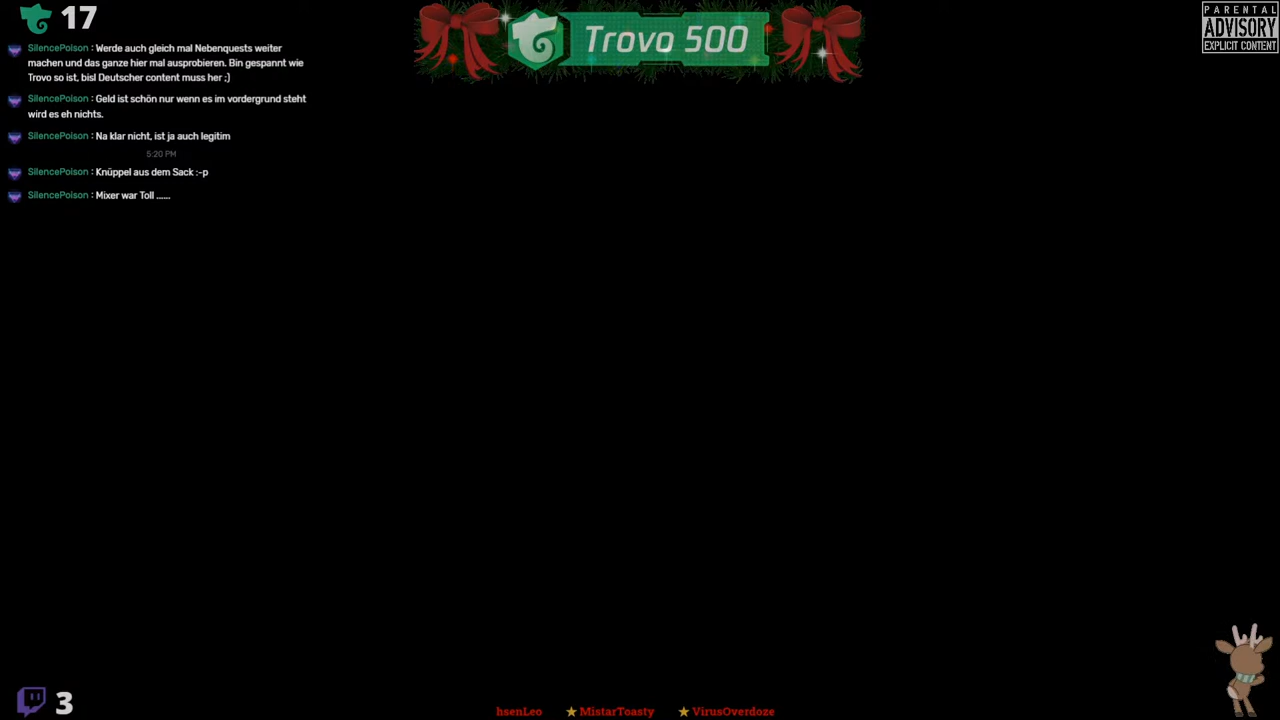 17
SilencePoison : Werde auch gleich mal Nebenquests weiter
machen und das ganze hier mal ausprobieren. Bin gespannt wie
Trovo so ist, bisl Deutscher content muss her ;)
SilencePoison : Geld ist schön nur wenn es im vordergrund steht
wird es eh nichts.
SilencePoison : Na klar nicht, ist ja auch legitim
5:20 PM
SilencePoison : Knüppel aus dem Sack :-p
SilencePoison : Mixer war Toll ......
Trovo 500
PARENTAL
ADVISORY
EXPLICIT CONTENT
3
hsenLeo ★ MistarToasty ★ VirusOverdoze